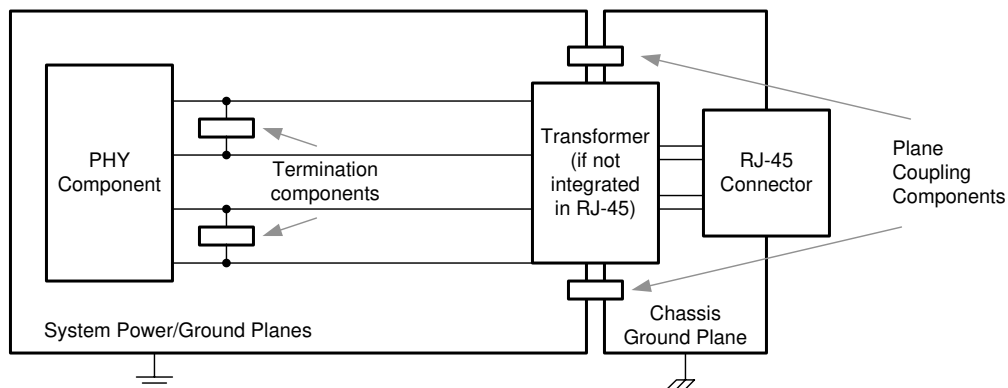 PHY
Component
Termination
components
Transformer
(if not
integrated
in RJ-45)
RJ-45
Connector
Plane
Coupling
Components
System Power/Ground Planes
Chassis
Ground Plane